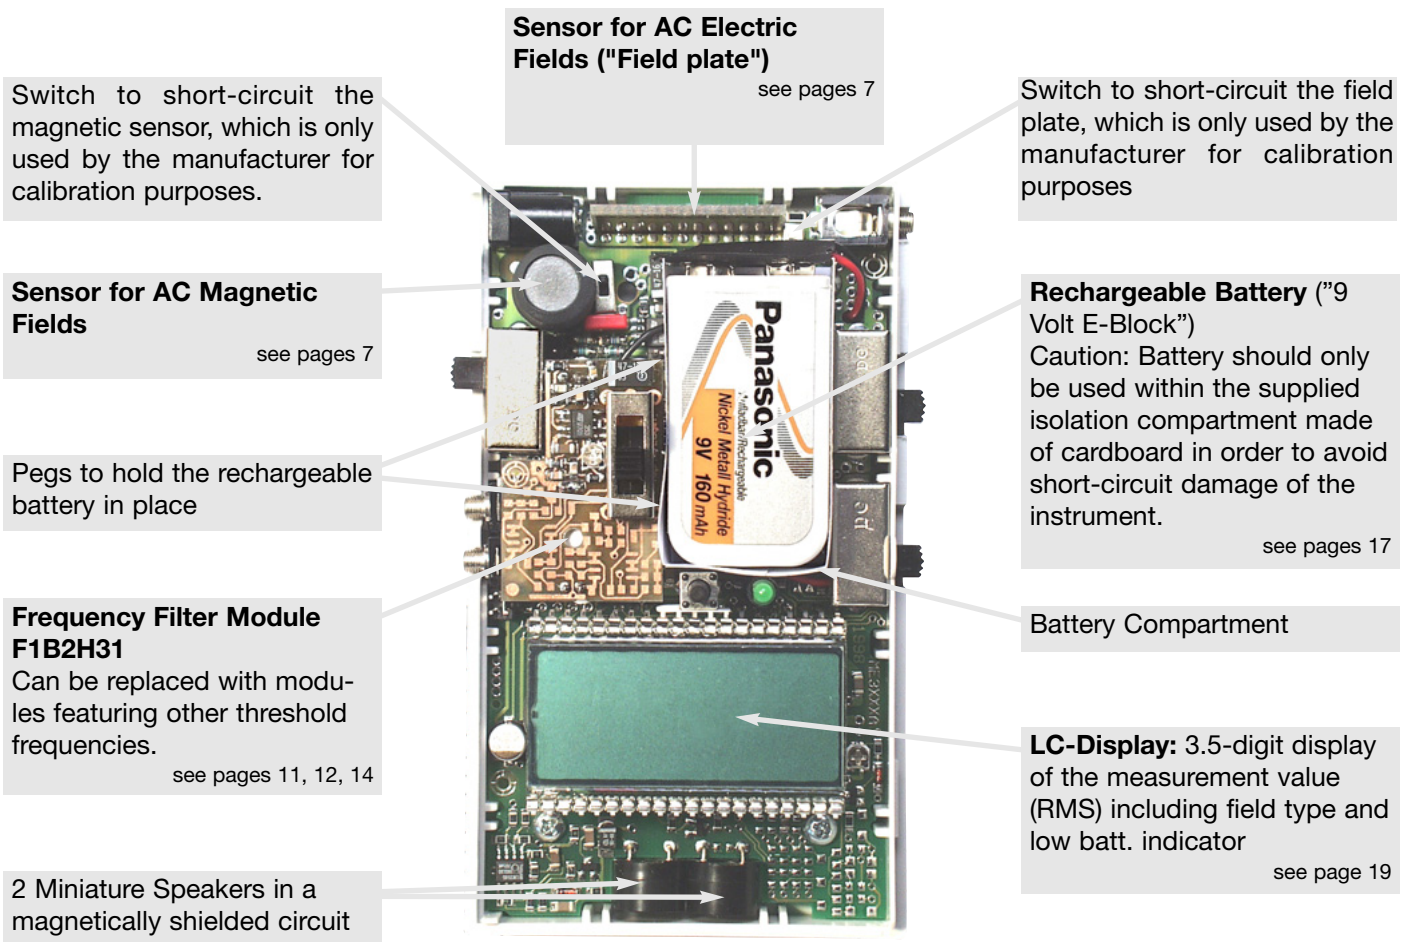 Sensor for AC Electric
Fields ("Field plate")
see pages 7
Switch to short-circuit the
magnetic sensor, which is only
used by the manufacturer for
calibration purposes.
Switch to short-circuit the field
plate, which is only used by the
manufacturer for calibration
purposes
Sensor for AC Magnetic
Fields
see pages 7
Rechargeable Battery (”9
Volt E-Block”)
Caution: Battery should only
be used within the supplied
isolation compartment made
of cardboard in order to avoid
short-circuit damage of the
instrument.
see pages 17
Pegs to hold the rechargeable
battery in place
Frequency Filter Module
F1B2H31
Can be replaced with modu-
les featuring other threshold
frequencies.
see pages 11, 12, 14
Battery Compartment
LC-Display: 3.5-digit display
of the measurement value
(RMS) including field type and
low batt. indicator
see page 19
2 Miniature Speakers in a
magnetically shielded circuit
Panasonic
Aufladbar/Rechargeable
Nickel Metall Hydride
9V 160 mAh